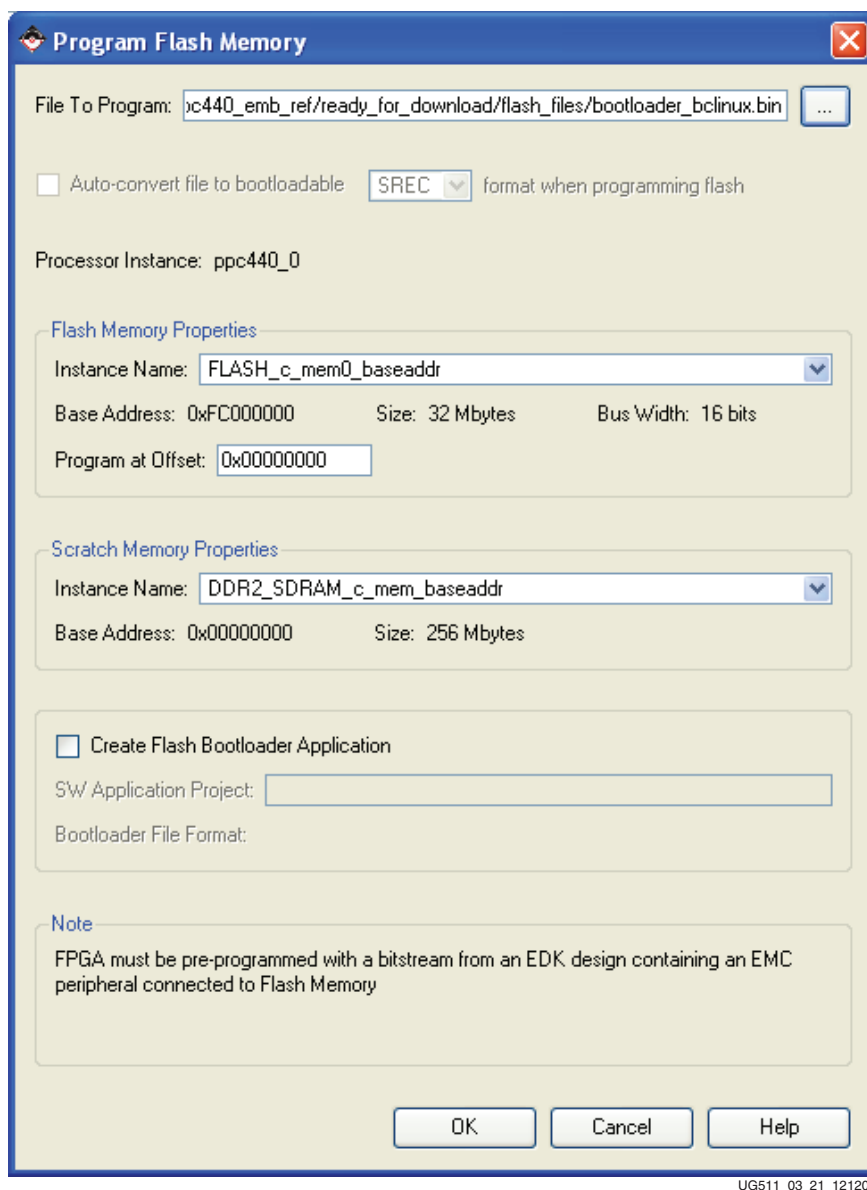 Program Flash Memory
File To Program: pc440_emb_ref/ready_for_download/flash_files/bootloader_bclinux.bin ...
Auto-convert file to bootloadable SREC format when programming flash
Processor Instance: ppc440_0
Flash Memory Properties
Instance Name: FLASH_c_mem0_baseaddr
Base Address: 0xFC000000 Size: 32 Mbytes Bus Width: 16 bits
Program at Offset: 0x00000000
Scratch Memory Properties
Instance Name: DDR2_SDRAM_c_mem_baseaddr
Base Address: 0x00000000 Size: 256 Mbytes
Create Flash Bootloader Application
SW Application Project:
Bootloader File Format:
Note
FPGA must be pre-programmed with a bitstream from an EDK design containing an EMC
peripheral connected to Flash Memory
OK Cancel Help